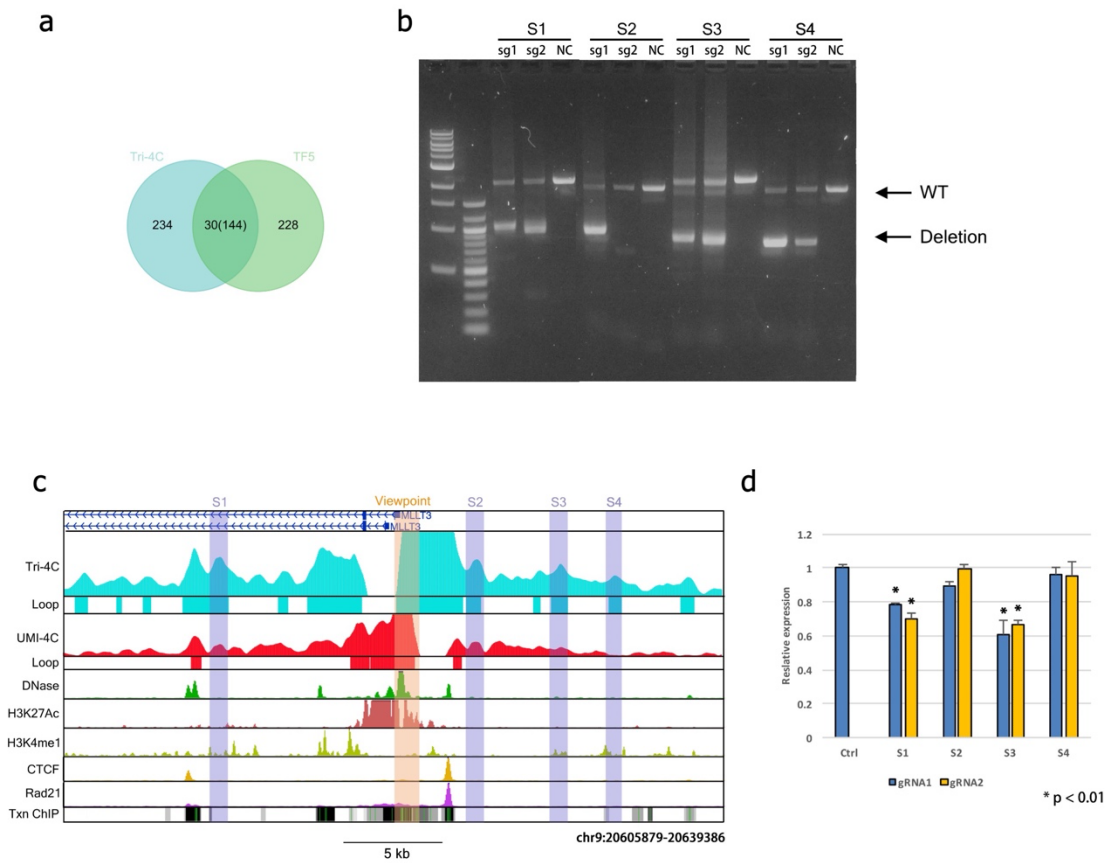 a
Tri-4C
TF5
234
30(144)
228
b
S1
S2
S3
S4
sg1 sg2 NC
sg1 sg2 NC
sg1 sg2 NC
sg1 sg2 NC
WT
Deletion
c
S1
Viewpoint
S2
S3
S4
MLLT3
MLLT3
Tri-4C
Loop
UMI-4C
Loop
DNase
H3K27Ac
H3K4me1
CTCF
Rad21
Txn ChIP
chr9:20605879-20639386
5 kb
d
Reslative expression
1.2
1
0.8
0.6
0.4
0.2
0
* * * *
Ctrl S1 S2 S3 S4
gRNA1 gRNA2
* p < 0.01